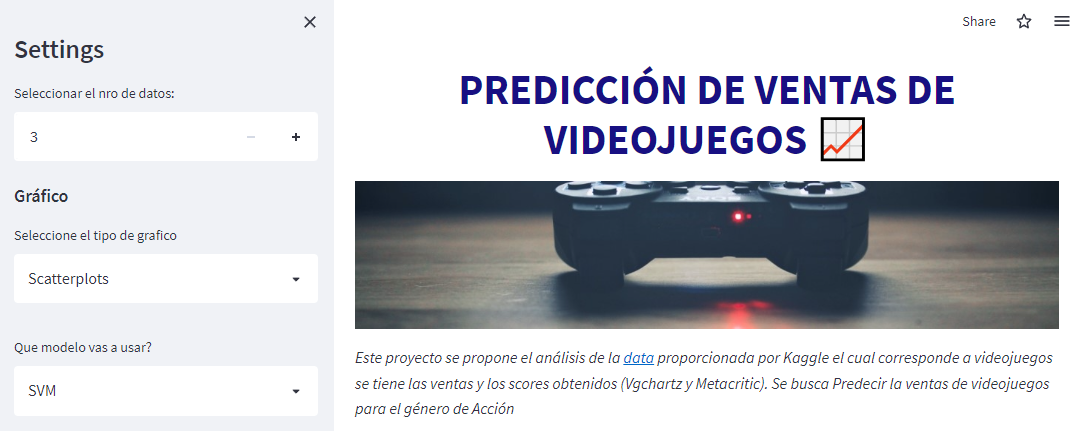 Settings
Seleccionar el nro de datos:
3
Gráfico
Seleccione el tipo de grafico
Scatterplots
Que modelo vas a usar?
SVM
Share
PREDICCIÓN DE VENTAS DE
VIDEOJUEGOS
SONY
Este proyecto se propone el análisis de la data proporcionada por Kaggle el cual corresponde a videojuegos
se tiene las ventas y los scores obtenidos (Vgchartz y Metacritic). Se busca Predecir la ventas de videojuegos
para el género de Acción